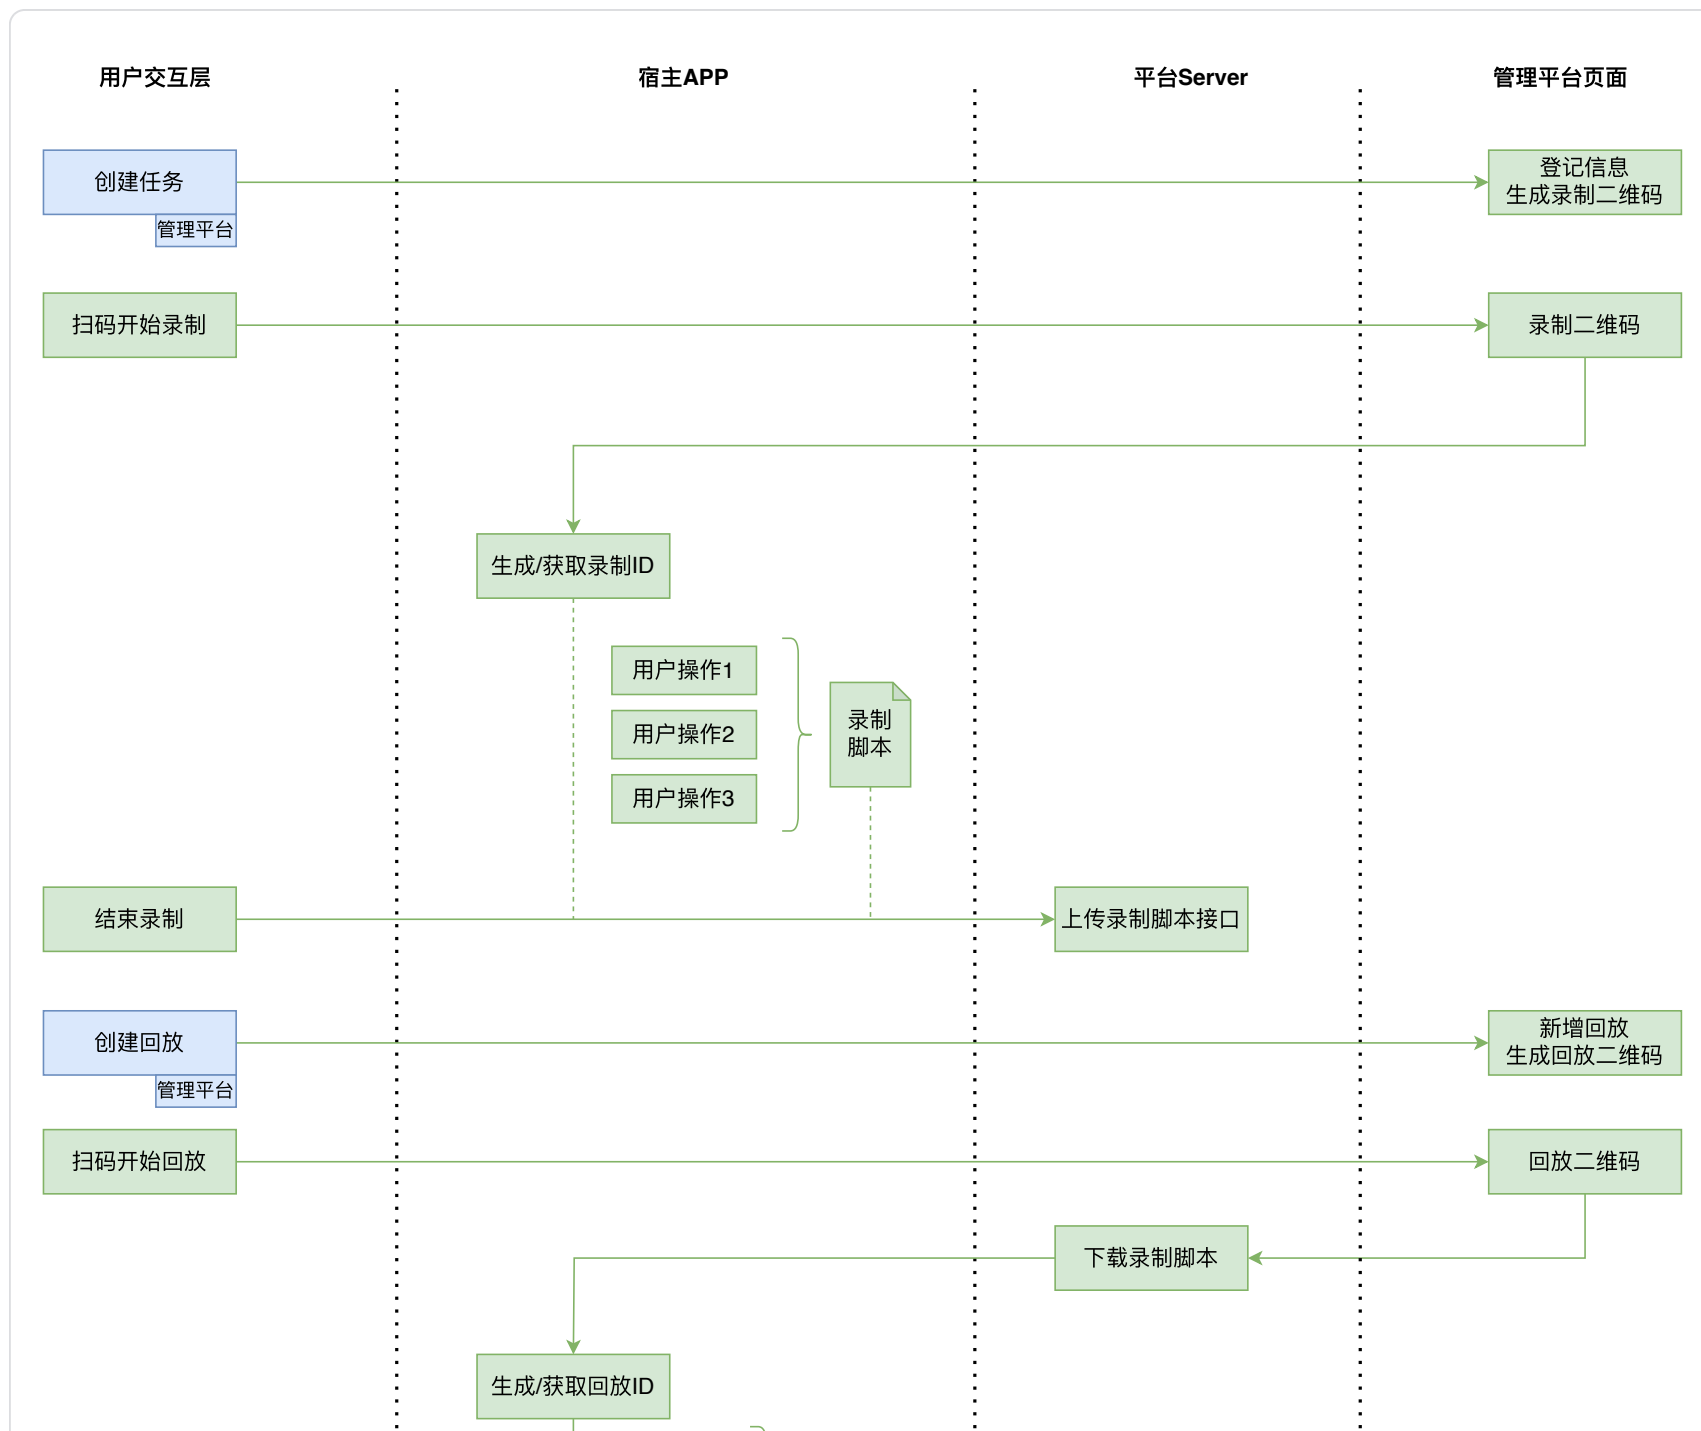 用户交互层
宿主APP
平台Server
管理平台页面
创建任务
管理平台
登记信息
生成录制二维码
扫码开始录制
录制二维码
生成/获取录制ID
用户操作1
用户操作2
用户操作3
录制
脚本
结束录制
上传录制脚本接口
创建回放
管理平台
新增回放
生成回放二维码
扫码开始回放
回放二维码
下载录制脚本
生成/获取回放ID